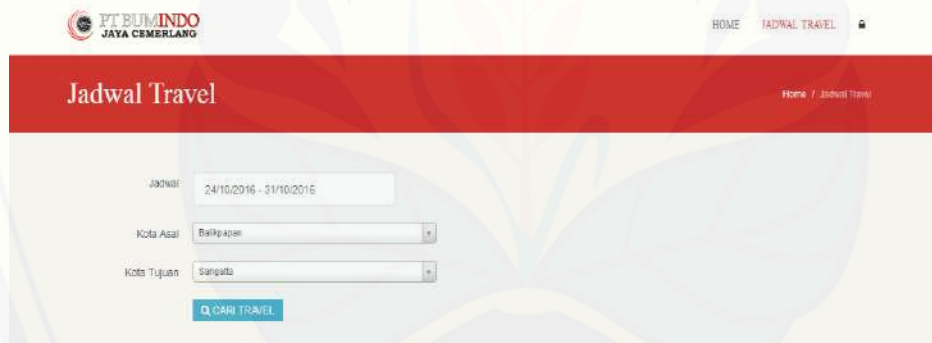 PT BUMINDO
JAYA CEMERLANG
HOME JADWAL TRAVEL
Jadwal Travel
Home / Jadwal Travel
Jadwal
24/10/2016 - 31/10/2016
Kota Asal Balikpapan
Kota Tujuan Sangatta
CARI TRAVEL